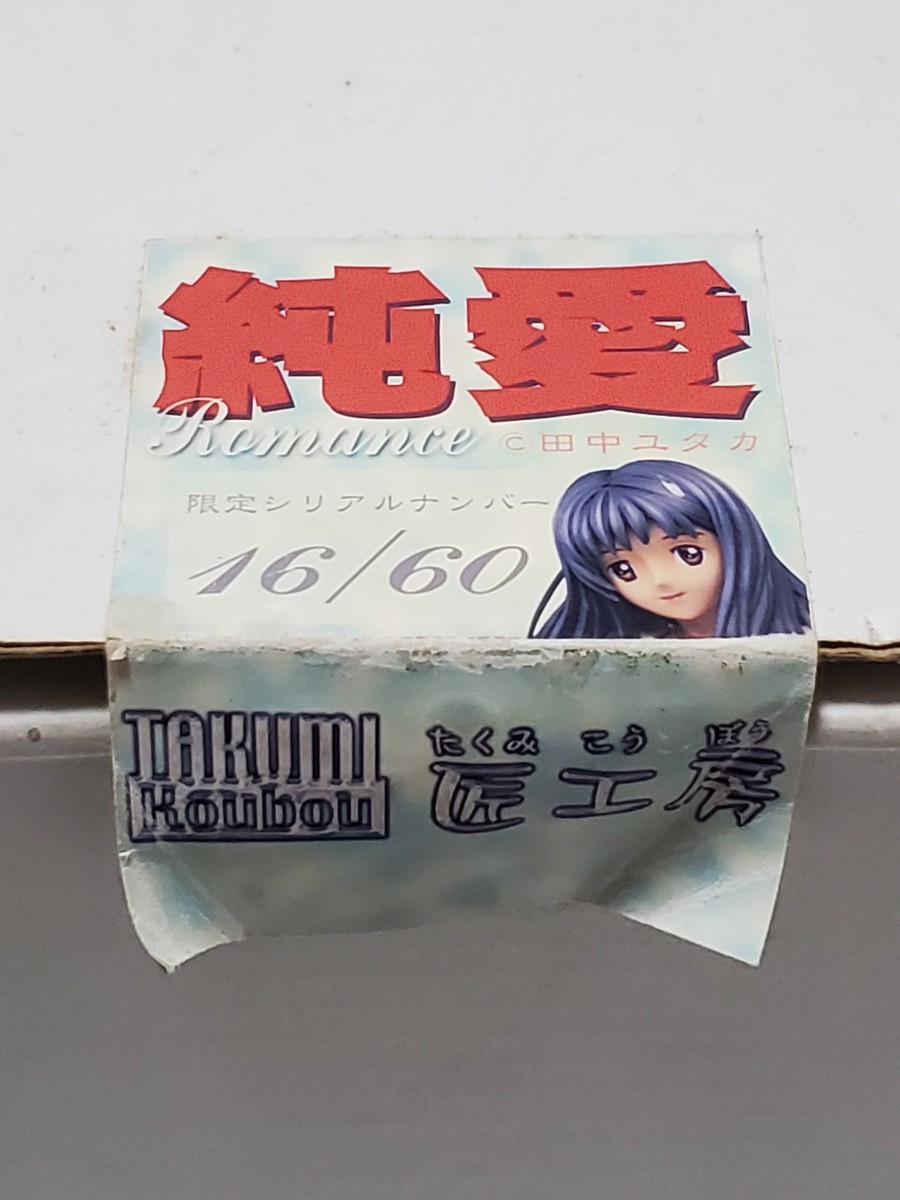 純愛
Romance ©田中ユタカ
限定シリアルナンバー
16/60
TAKUMI
Koubou
たくみ こう ぼう
匠工房